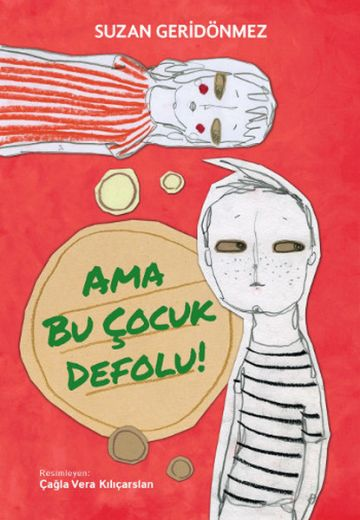 SUZAN GERİDÖNMEZ
AMA
BU ÇOCUK
DEFOLU!
Resimleyen:
Çağla Vera Kılıçarslan